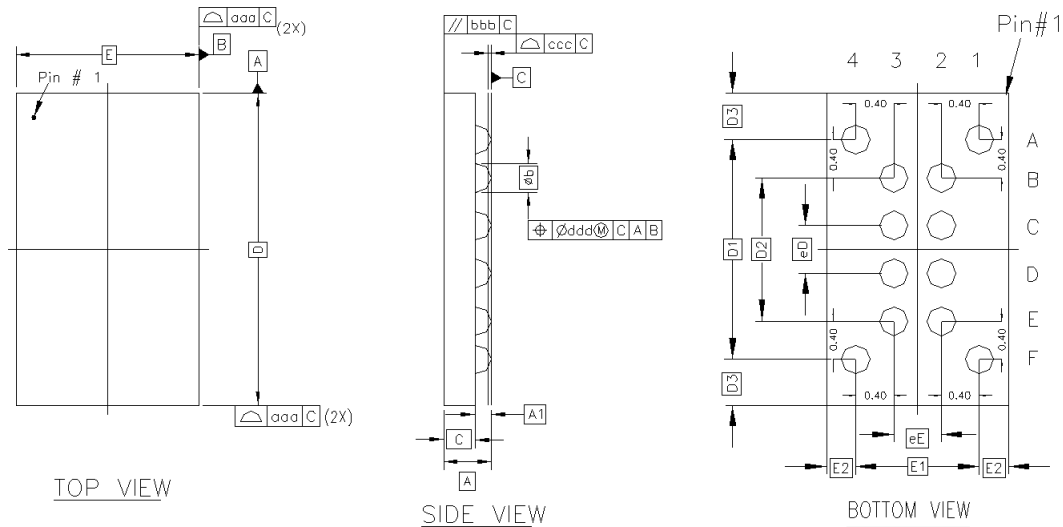 aaa C (2X)
E
B
A
Pin # 1
D
aaa C (2X)
TOP VIEW
// bbb C
ccc C
C
øb
⌖ Ødddⓜ C A B
A1
C
A
SIDE VIEW
Pin#1
4 3 2 1
D3
0.40 0.40
A
0.40 0.40
B
C
D1 D2 eD
D
E
0.40 0.40
F
D3
0.40 0.40
eE
E2 E1 E2
BOTTOM VIEW